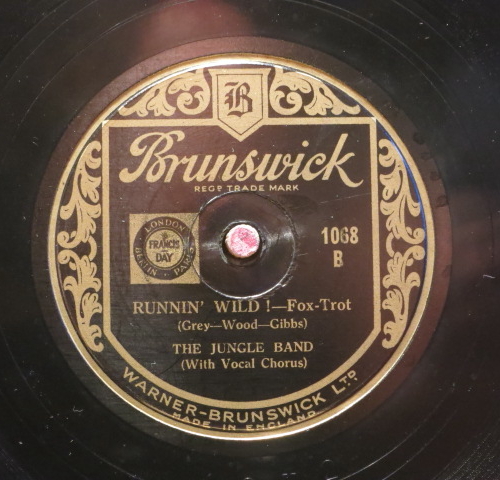 B
Brunswick
REGD TRADE MARK
LONDON
FRANCIS
DAY
BERLIN · PARIS
1068
B
RUNNIN' WILD !—Fox-Trot
(Grey—Wood—Gibbs)
THE JUNGLE BAND
(With Vocal Chorus)
WARNER-BRUNSWICK LTD
MADE IN ENGLAND